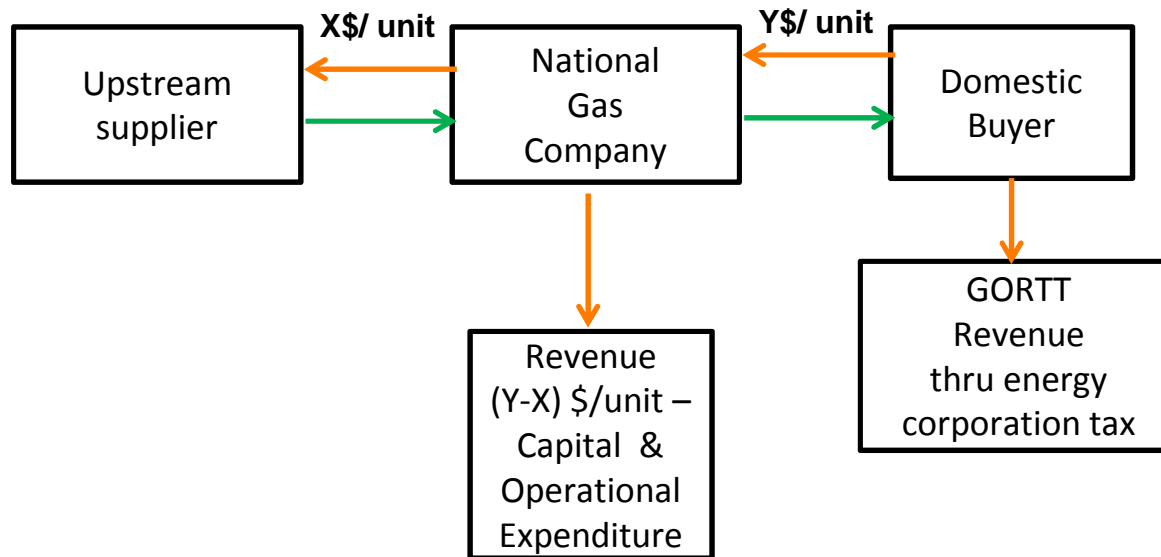 X$/ unit
Y$/ unit
Upstream
supplier
National
Gas
Company
Domestic
Buyer
Revenue
(Y-X) $/unit –
Capital &
Operational
Expenditure
GORTT
Revenue
thru energy
corporation tax